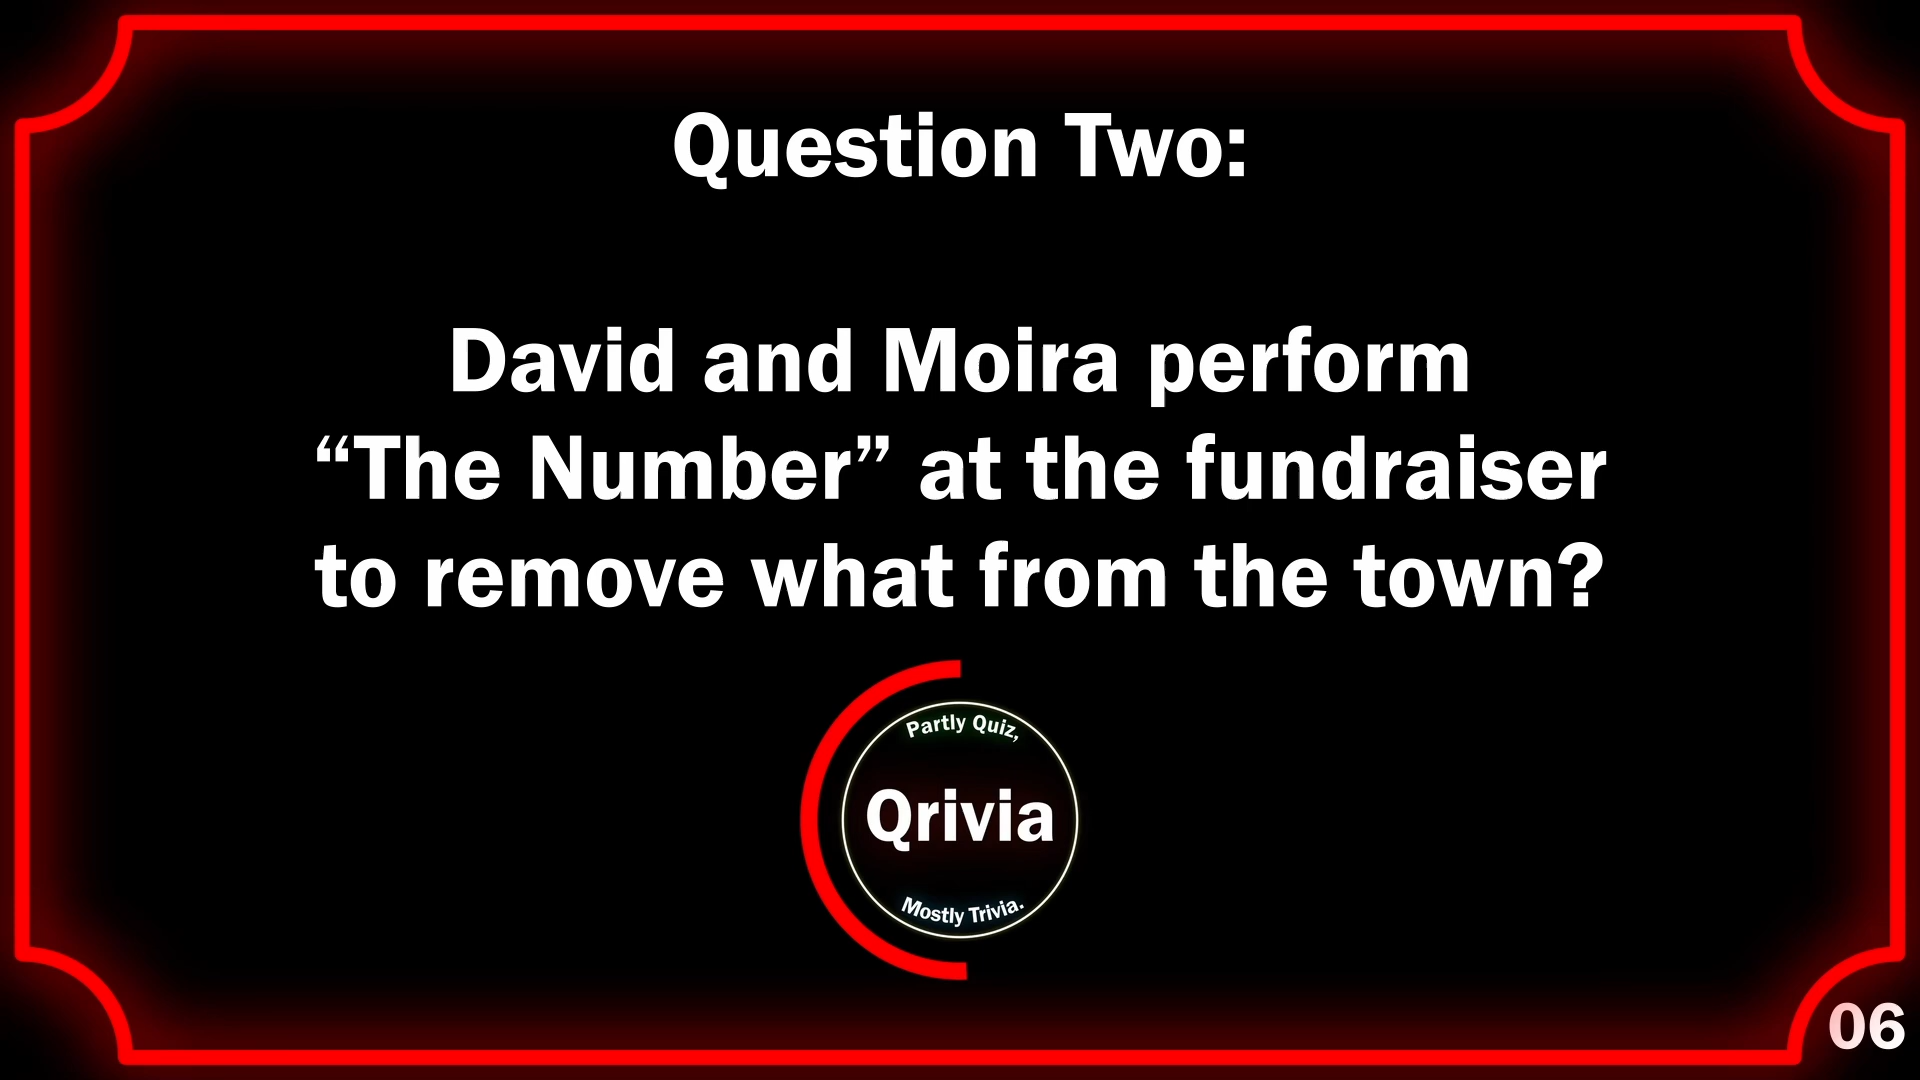 Question Two:
David and Moira perform
“The Number” at the fundraiser
to remove what from the town?
Partly Quiz,
Qrivia
Mostly Trivia.
06